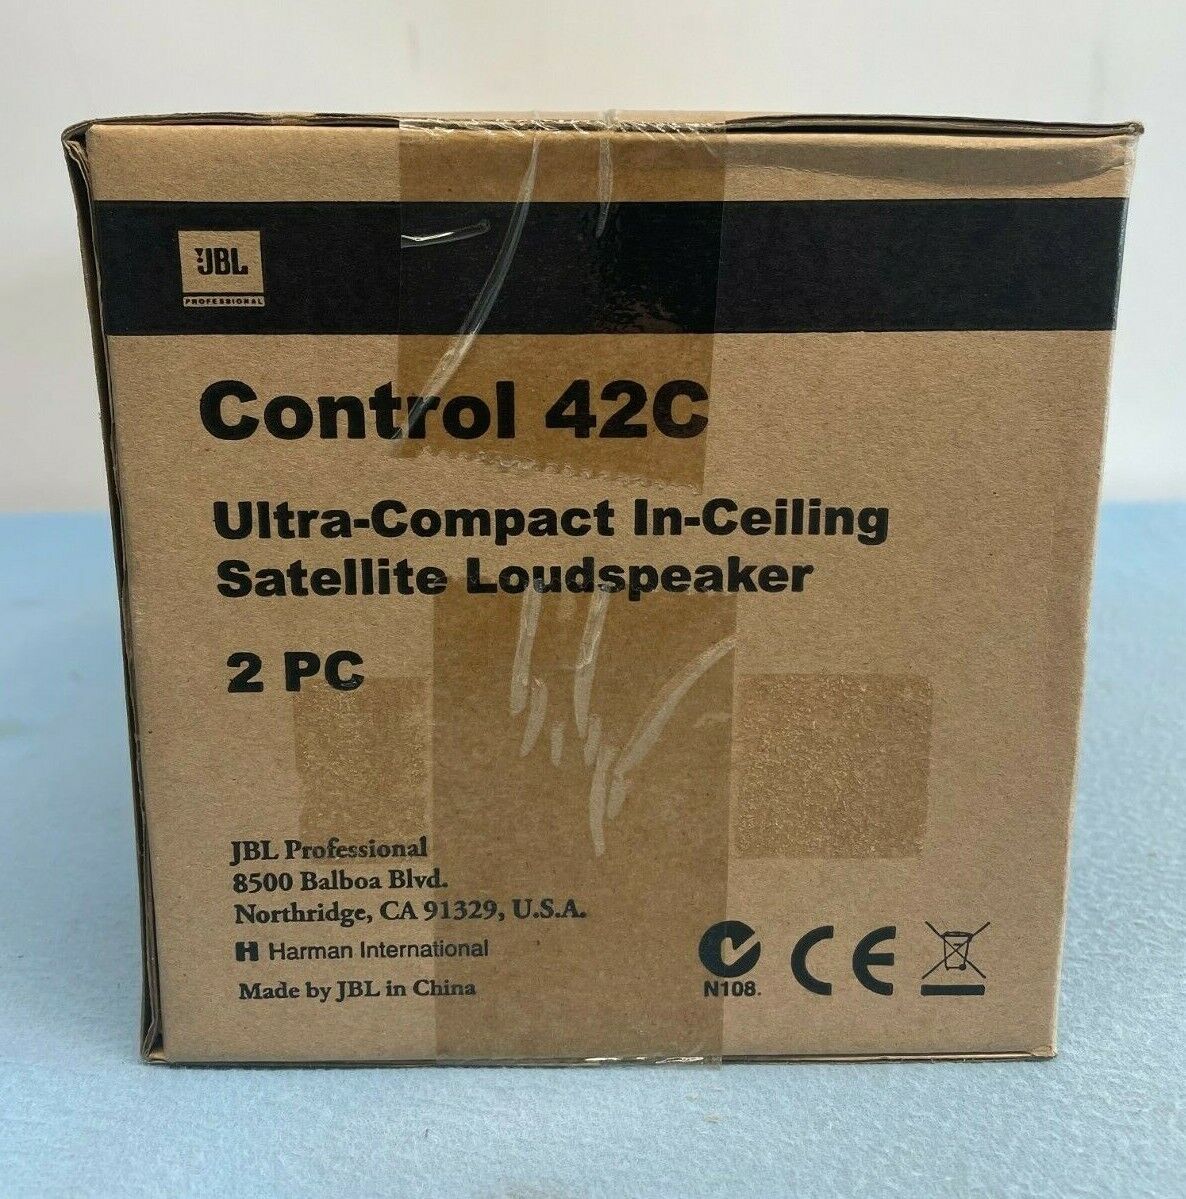 JBL
PROFESSIONAL
Control 42C
Ultra-Compact In-Ceiling
Satellite Loudspeaker
2 PC
JBL Professional
8500 Balboa Blvd.
Northridge, CA 91329, U.S.A.
H Harman International
Made by JBL in China
N108.
CE